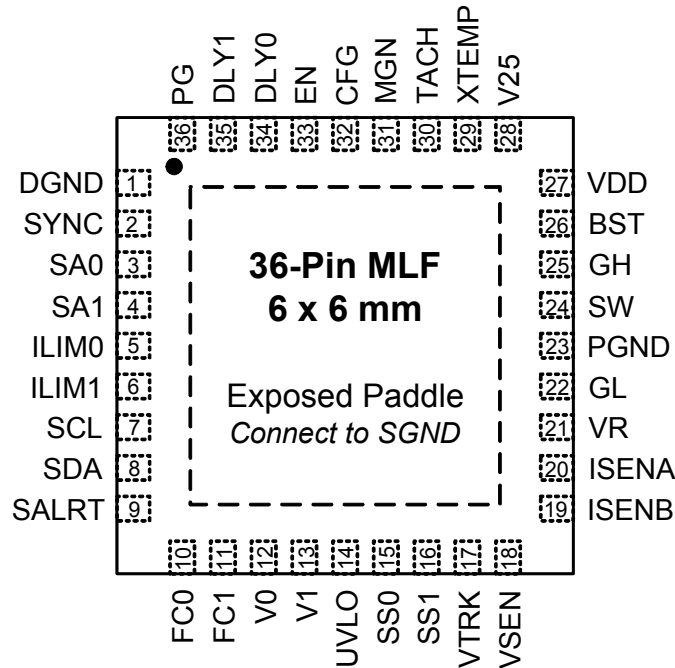 PG DLY1 DLY0 EN CFG MGN TACH XTEMP V25
36 35 34 33 32 31 30 29 28
DGND 1
SYNC 2
SA0 3
SA1 4
ILIM0 5
ILIM1 6
SCL 7
SDA 8
SALRT 9
36-Pin MLF
6 x 6 mm
Exposed Paddle
Connect to SGND
27 VDD
26 BST
25 GH
24 SW
23 PGND
22 GL
21 VR
20 ISENA
19 ISENB
10 11 12 13 14 15 16 17 18
FC0 FC1 V0 V1 UVLO SS0 SS1 VTRK VSEN